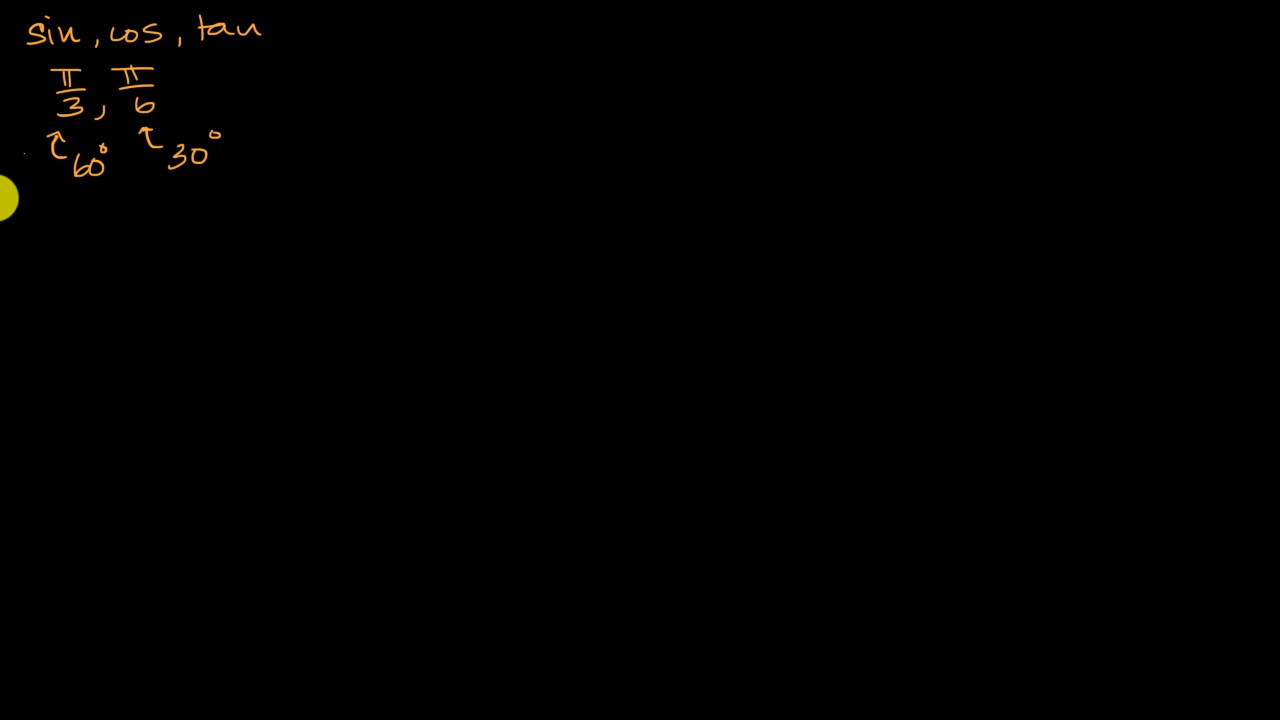 sin, cos, tan
π/3, π/6
60° 30°